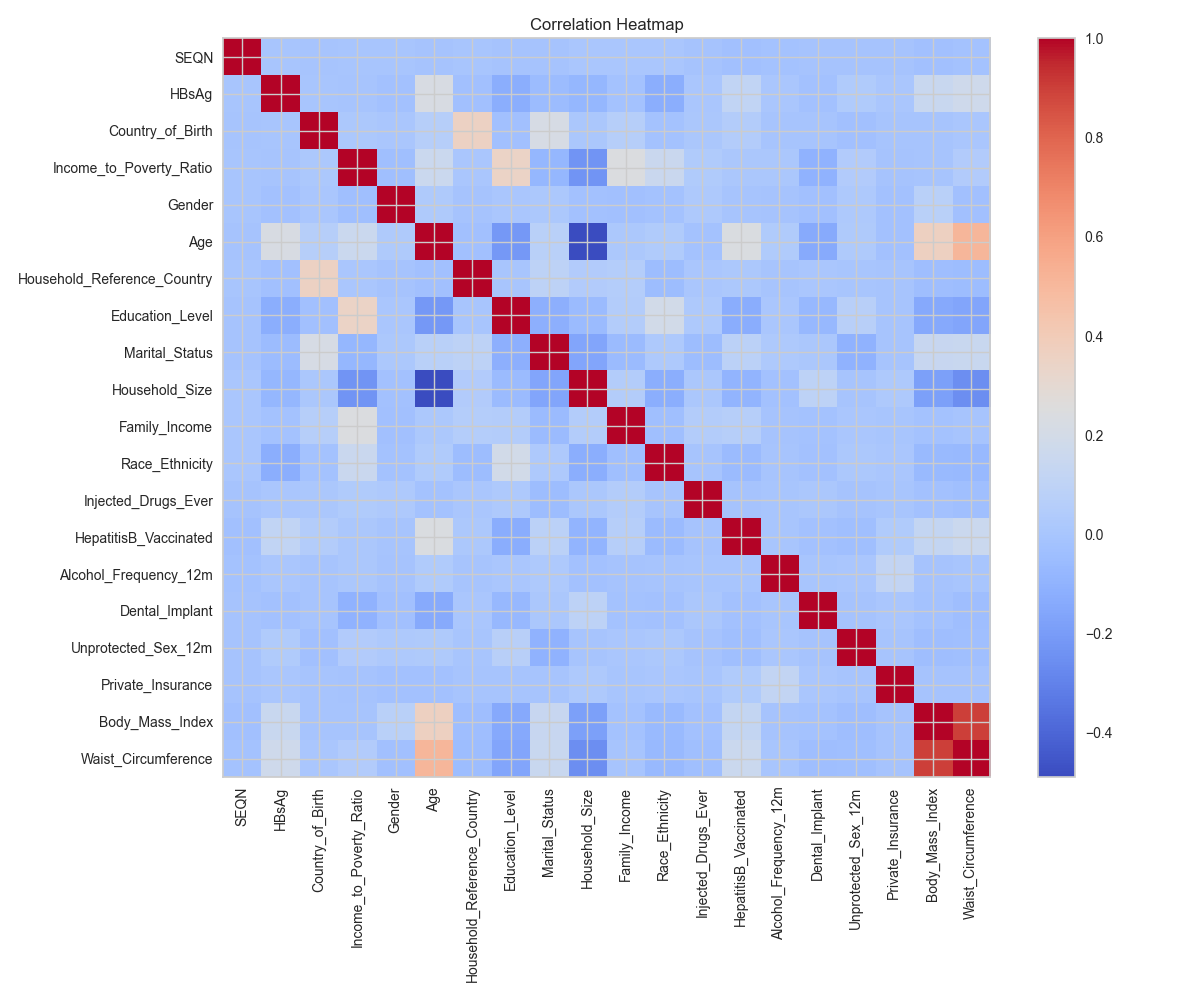 Correlation Heatmap
SEQN
HBsAg
Country_of_Birth
Income_to_Poverty_Ratio
Gender
Age
Household_Reference_Country
Education_Level
Marital_Status
Household_Size
Family_Income
Race_Ethnicity
Injected_Drugs_Ever
HepatitisB_Vaccinated
Alcohol_Frequency_12m
Dental_Implant
Unprotected_Sex_12m
Private_Insurance
Body_Mass_Index
Waist_Circumference
SEQN
HBsAg
Country_of_Birth
Income_to_Poverty_Ratio
Gender
Age
Household_Reference_Country
Education_Level
Marital_Status
Household_Size
Family_Income
Race_Ethnicity
Injected_Drugs_Ever
HepatitisB_Vaccinated
Alcohol_Frequency_12m
Dental_Implant
Unprotected_Sex_12m
Private_Insurance
Body_Mass_Index
Waist_Circumference
1.0
0.8
0.6
0.4
0.2
0.0
−0.2
−0.4